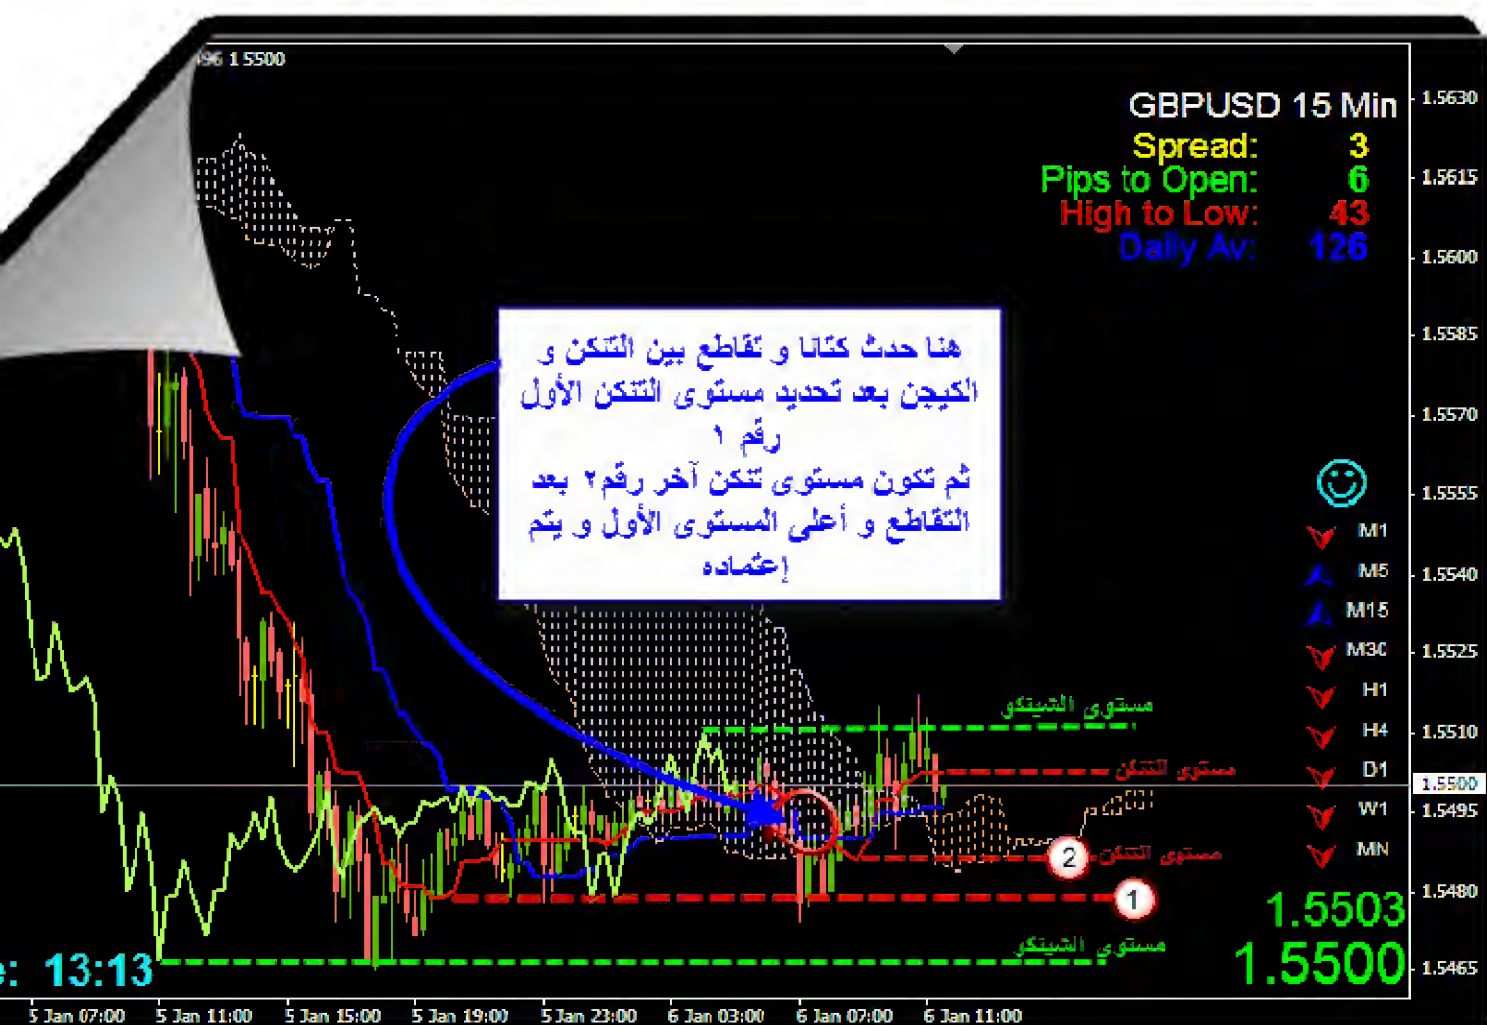 1.5500
GBPUSD 15 Min
Spread: 3
Pips to Open: 6
High to Low: 43
Daily Av: 126
هنا حدث كتانا و تقاطع بين التنكن و
الكيجن بعد تحديد مستوى التنكن الأول
رقم ١
ثم تكون مستوى تنكن آخر رقم٢ بعد
التقاطع و أعلى المستوى الأول و يتم
إعتماده
M1
M5
M15
M30
H1
H4
D1
W1
MN
مستوى الشينكو
مستوى التنكن
مستوى التنكن
2
1
مستوى الشينكو
1.5503
1.5500
13:13
1.5630
1.5615
1.5600
1.5585
1.5570
1.5555
1.5540
1.5525
1.5510
1.5500
1.5495
1.5480
1.5465
5 Jan 07:00 5 Jan 11:00 5 Jan 15:00 5 Jan 19:00 5 Jan 23:00 6 Jan 03:00 6 Jan 07:00 6 Jan 11:00